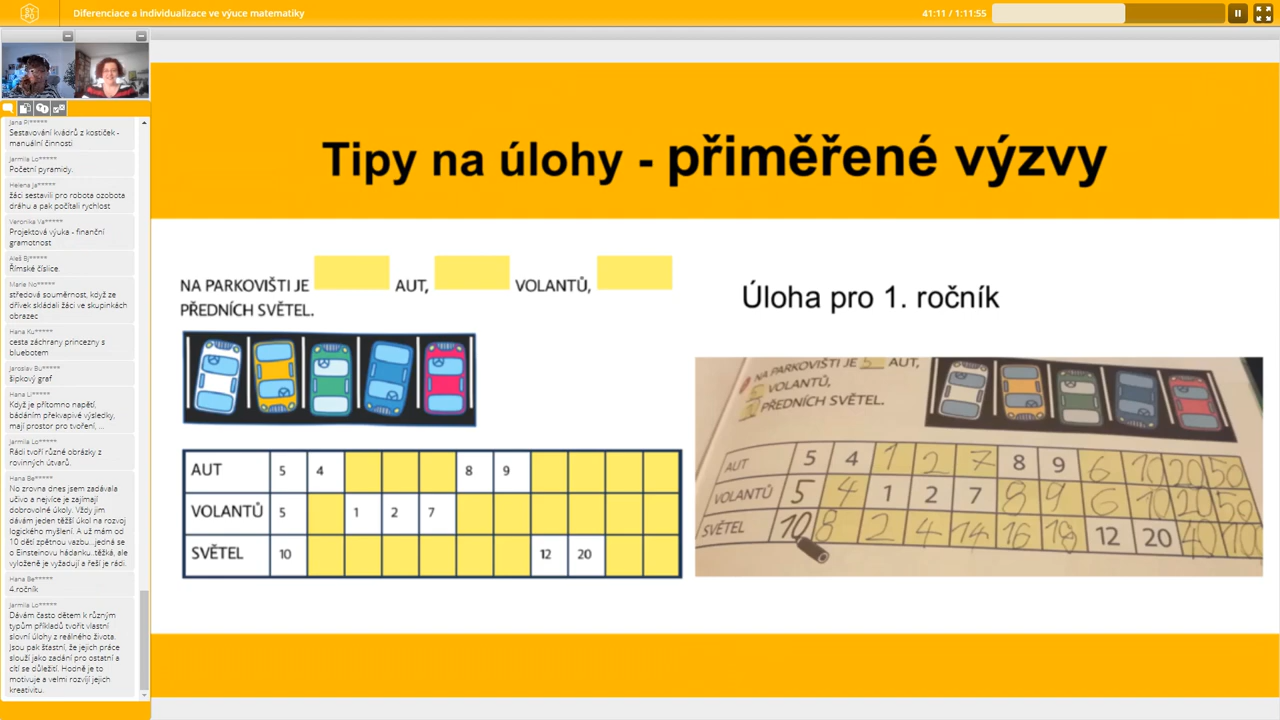 Diferenciace a individualizace ve výuce matematiky
41:11 / 1:11:55
Jana Pí*****
Sestavování kvádrů z kostiček -
manuální činnosti
Jarmila Lo*****
Početní pyramidy.
Helena Ja*****
žáci sestavili pro robota ozobota
dráhu a pak počítali rychlost
Veronika Va*****
Projektová výuka - finanční
gramotnost
Aleš Bj*****
Římské číslice.
Marie No*****
středová souměrnost, když ze
dřívek skládali žáci ve skupinkách
obrazec
Hana Ku*****
cesta záchrany princezny s
bluebotem
Jaroslav Bu*****
šipkový graf
Hana Li*****
Když je přítomno napětí,
bádáním překvapivé výsledky,
mají prostor pro tvoření, ...
Jarmila Lo*****
Rádi tvoří různé obrázky z
rovinných útvarů.
Hana Be*****
No zrovna dnes jsem zadávala
učivo a nejvíce je zajímají
dobrovolné úkoly. Vždy jim
dávám jeden těžší úkol na rozvoj
logického myšlení. A už mám od
10 dětí zpětnou vazbu...jedná se
o Einsteinovu hádanku..těžká, ale
vyloženě je vyžadují a řeší je rádi.
Hana Be*****
4.ročník
Jarmila Lo*****
Dávám často dětem k různým
typům příkladů tvořit vlastní
slovní úlohy z reálného života.
Jsou pak šťastní, že jejich práce
slouží jako zadání pro ostatní a
cítí se důležití. Hodně je to
motivuje a velmi rozvíjí jejich
kreativitu.
Tipy na úlohy - přiměřené výzvy
NA PARKOVIŠTI JE AUT, VOLANTŮ,
PŘEDNÍCH SVĚTEL.
AUT 5 4 8 9
VOLANTŮ 5 1 2 7
SVĚTEL 10 12 20
Úloha pro 1. ročník
NA PARKOVIŠTI JE 5 AUT,
VOLANTŮ,
PŘEDNÍCH SVĚTEL.
AUT 5 4 1 2 7 8 9 6 10 20 50
VOLANTŮ 5 4 1 2 7 8 9 6 10 20 50
SVĚTEL 10 8 2 4 14 16 18 12 20 40